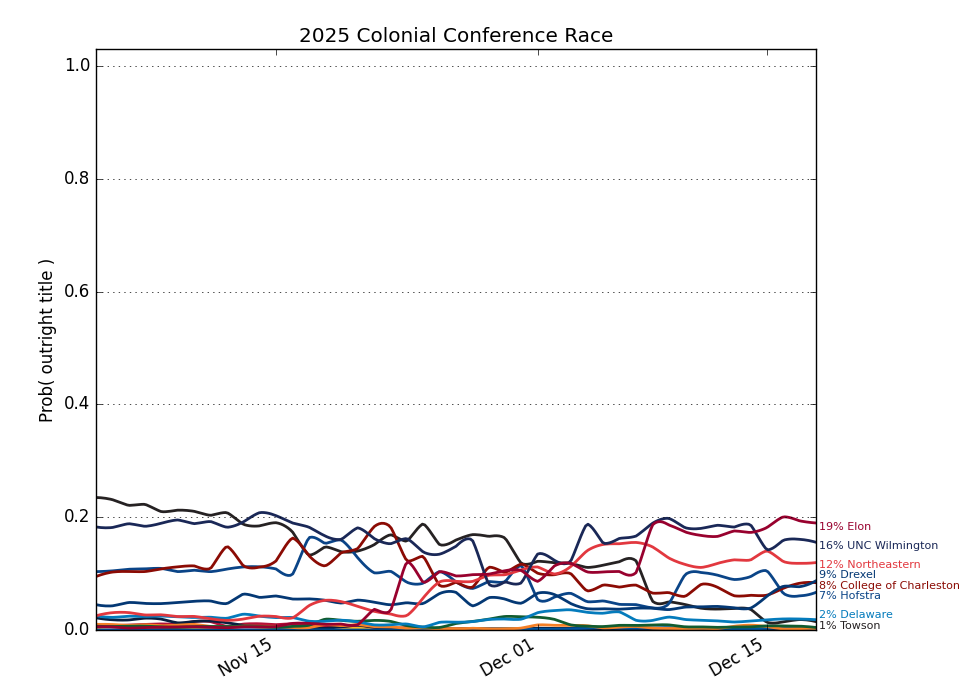 2025 Colonial Conference Race
Prob( outright title )
1.0
0.8
0.6
0.4
0.2
0.0
Nov 15
Dec 01
Dec 15
19% Elon
16% UNC Wilmington
12% Northeastern
9% Drexel
8% College of Charleston
7% Hofstra
2% Delaware
1% Towson